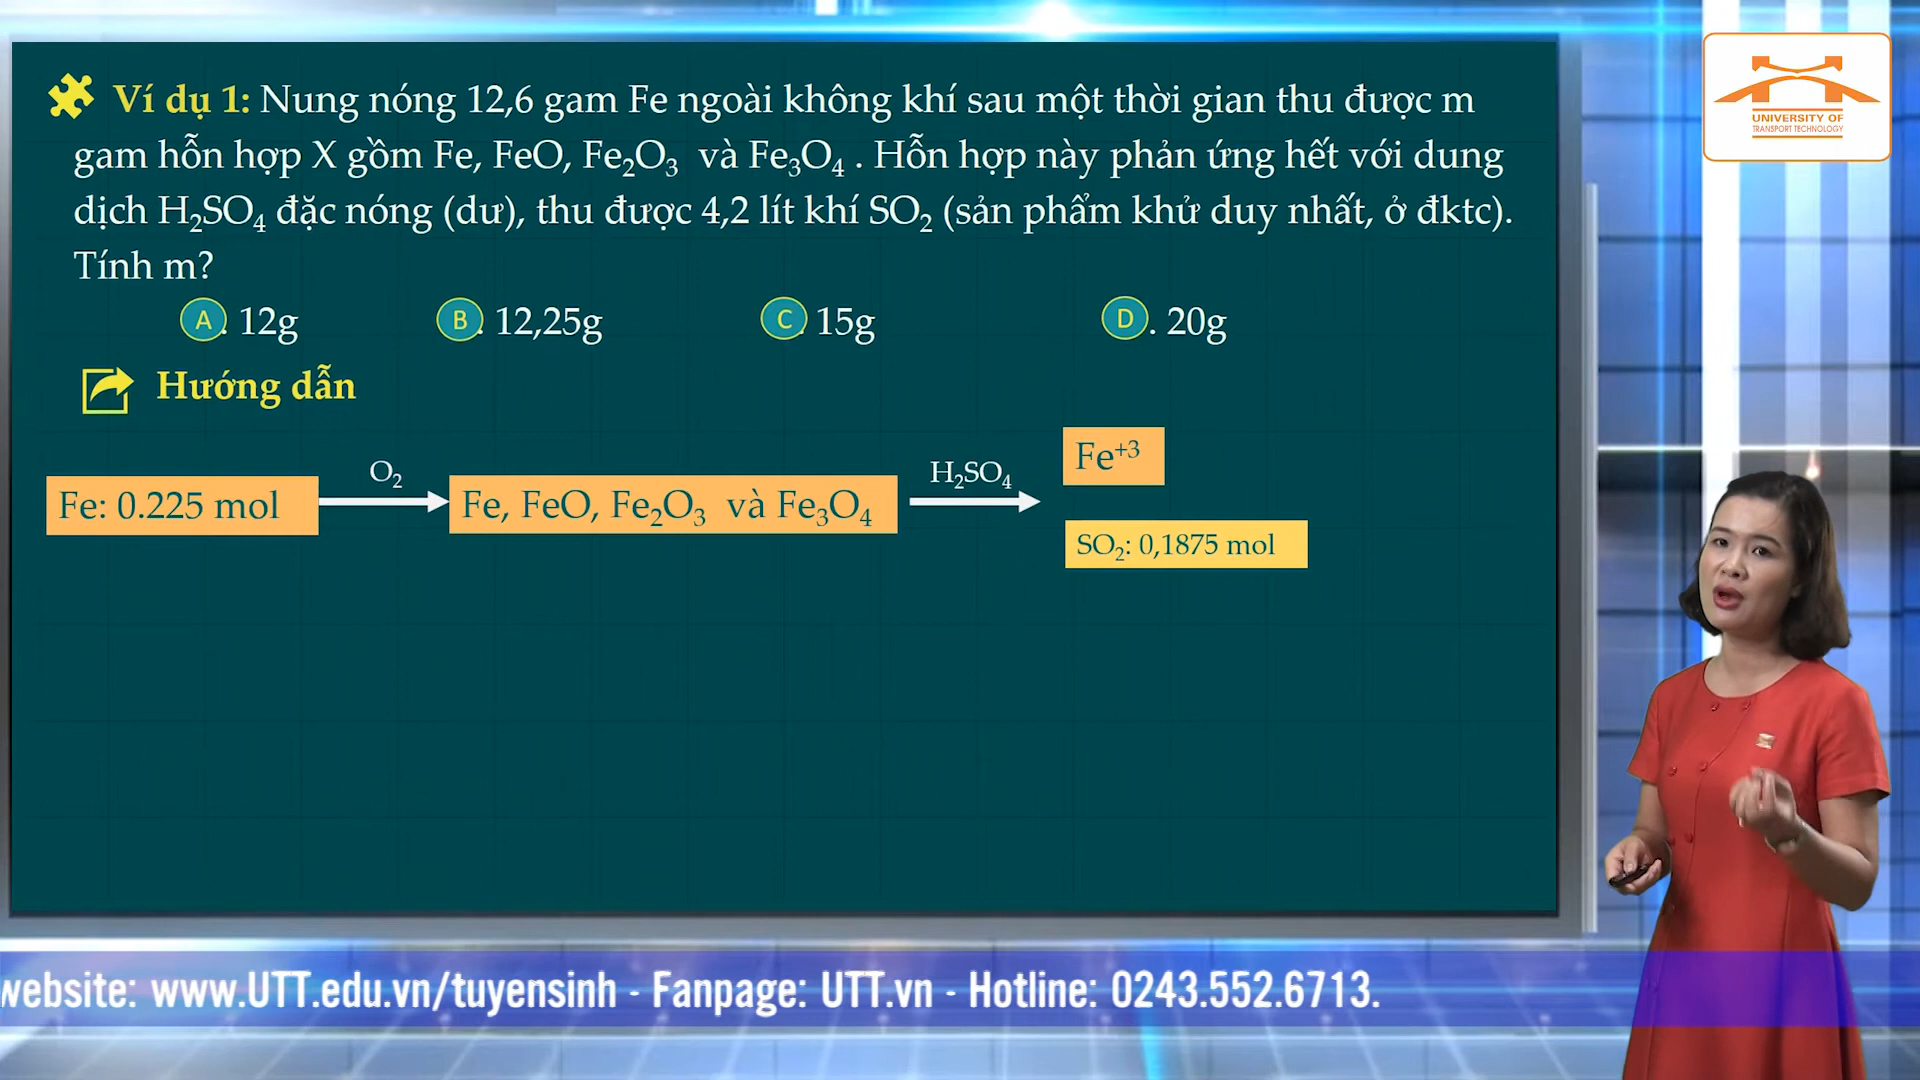 Ví dụ 1: Nung nóng 12,6 gam Fe ngoài không khí sau một thời gian thu được m
gam hỗn hợp X gồm Fe, FeO, Fe₂O₃ và Fe₃O₄ . Hỗn hợp này phản ứng hết với dung
dịch H₂SO₄ đặc nóng (dư), thu được 4,2 lít khí SO₂ (sản phẩm khử duy nhất, ở đktc).
Tính m?
A. 12g B. 12,25g C. 15g D. 20g
Hướng dẫn
Fe: 0.225 mol
O₂
Fe, FeO, Fe₂O₃ và Fe₃O₄
H₂SO₄
Fe⁺³
SO₂: 0,1875 mol
UNIVERSITY OF
TRANSPORT TECHNOLOGY
website: www.UTT.edu.vn/tuyensinh - Fanpage: UTT.vn - Hotline: 0243.552.6713.